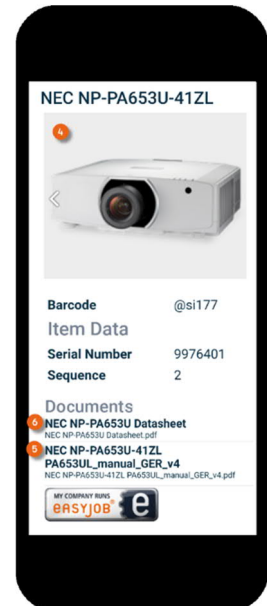 NEC NP-PA653U-41ZL
4
Barcode @si177
Item Data
Serial Number 9976401
Sequence 2
Documents
6 NEC NP-PA653U Datasheet
NEC NP-PA653U Datasheet.pdf
5 NEC NP-PA653U-41ZL
PA653UL_manual_GER_v4
NEC NP-PA653U-41ZL PA653UL_manual_GER_v4.pdf
MY COMPANY RUNS
easyjob e